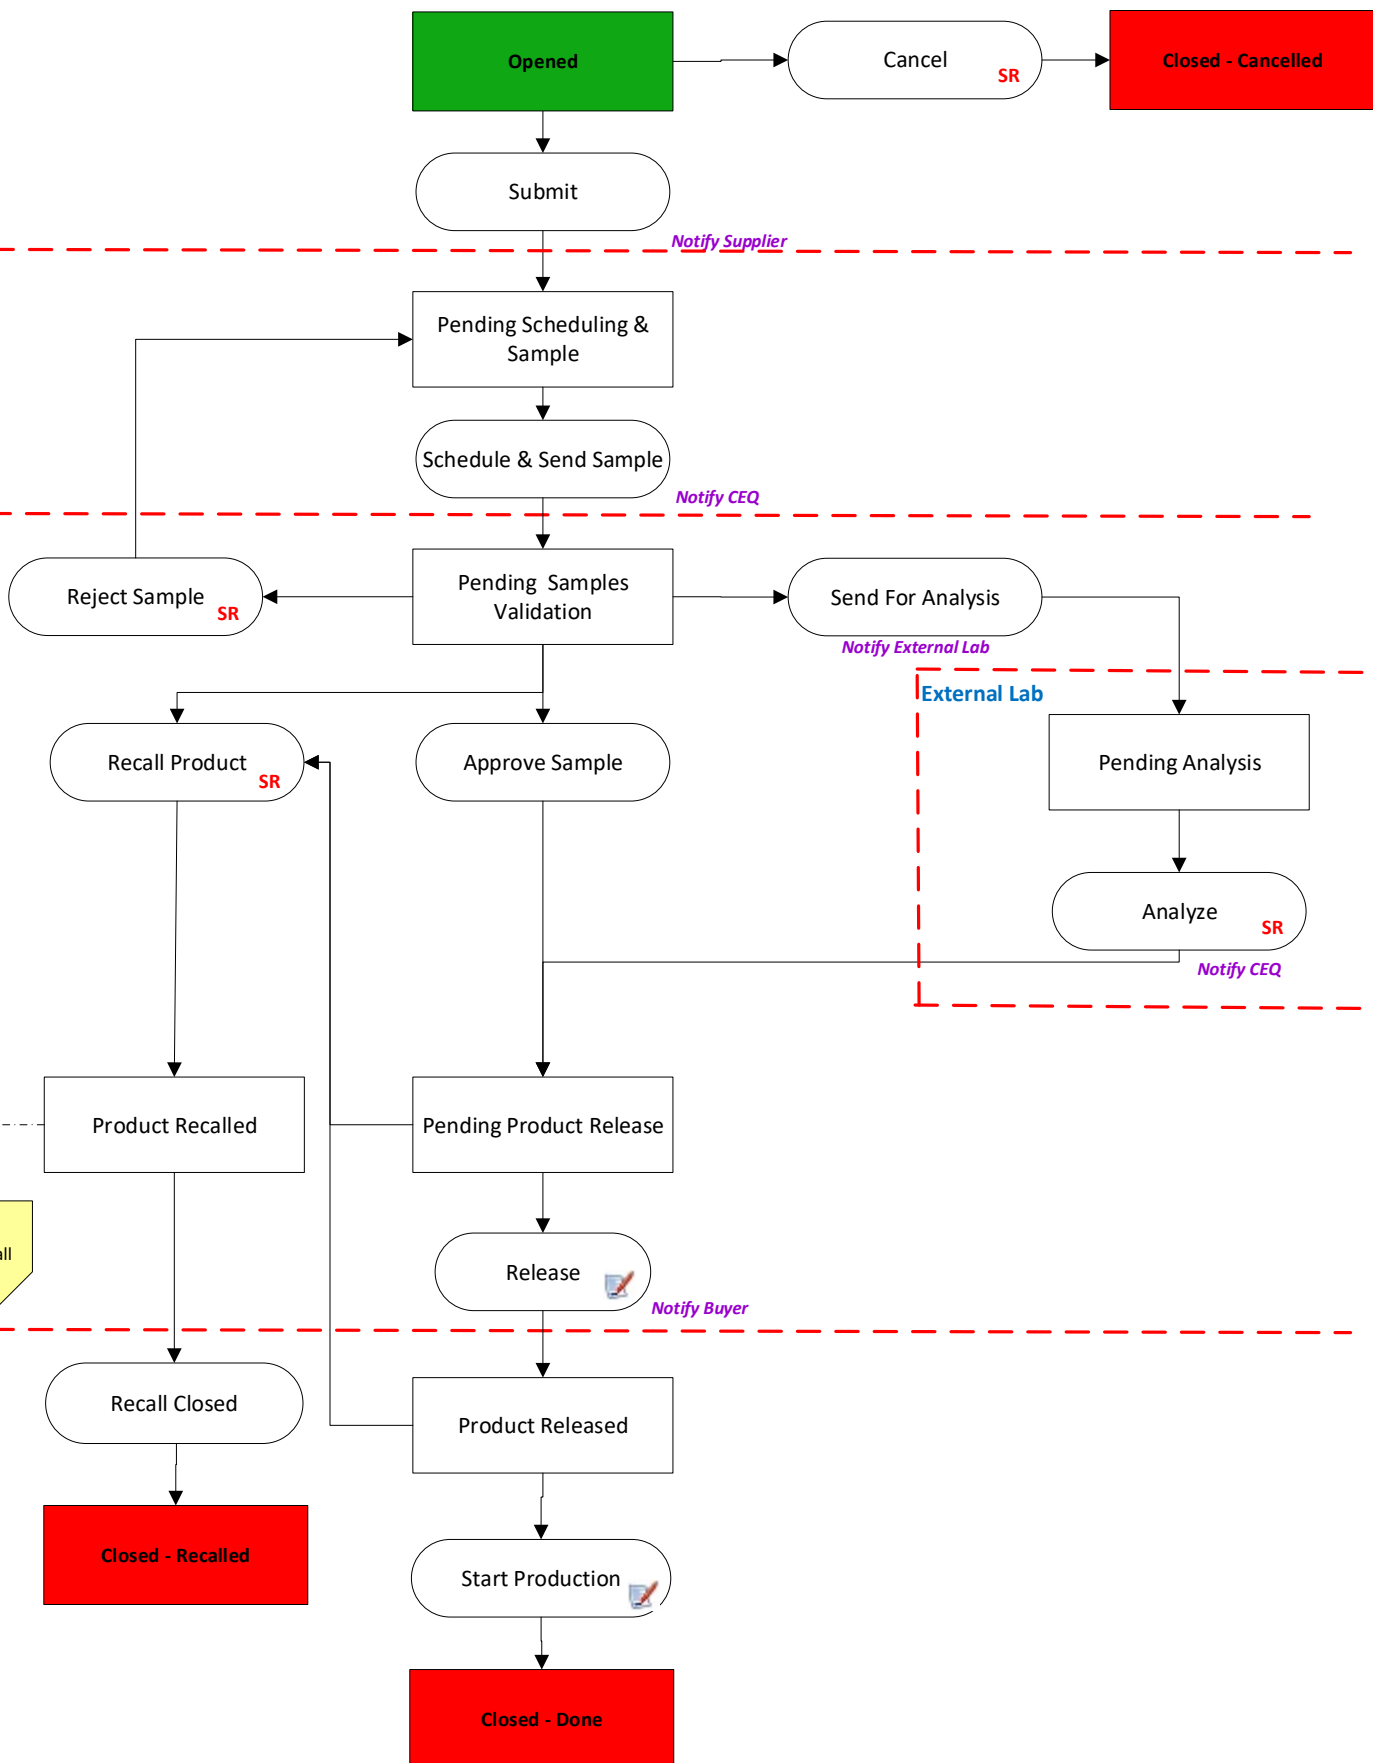 Opened
Cancel
SR
Closed - Cancelled
Submit
Notify Supplier
Pending Scheduling &
Sample
Schedule & Send Sample
Notify CEQ
Reject Sample
SR
Pending Samples
Validation
Send For Analysis
Notify External Lab
External Lab
Recall Product
SR
Approve Sample
Pending Analysis
Analyze
SR
Notify CEQ
Product Recalled
Pending Product Release
all
Release
Notify Buyer
Recall Closed
Product Released
Closed - Recalled
Start Production
Closed - Done